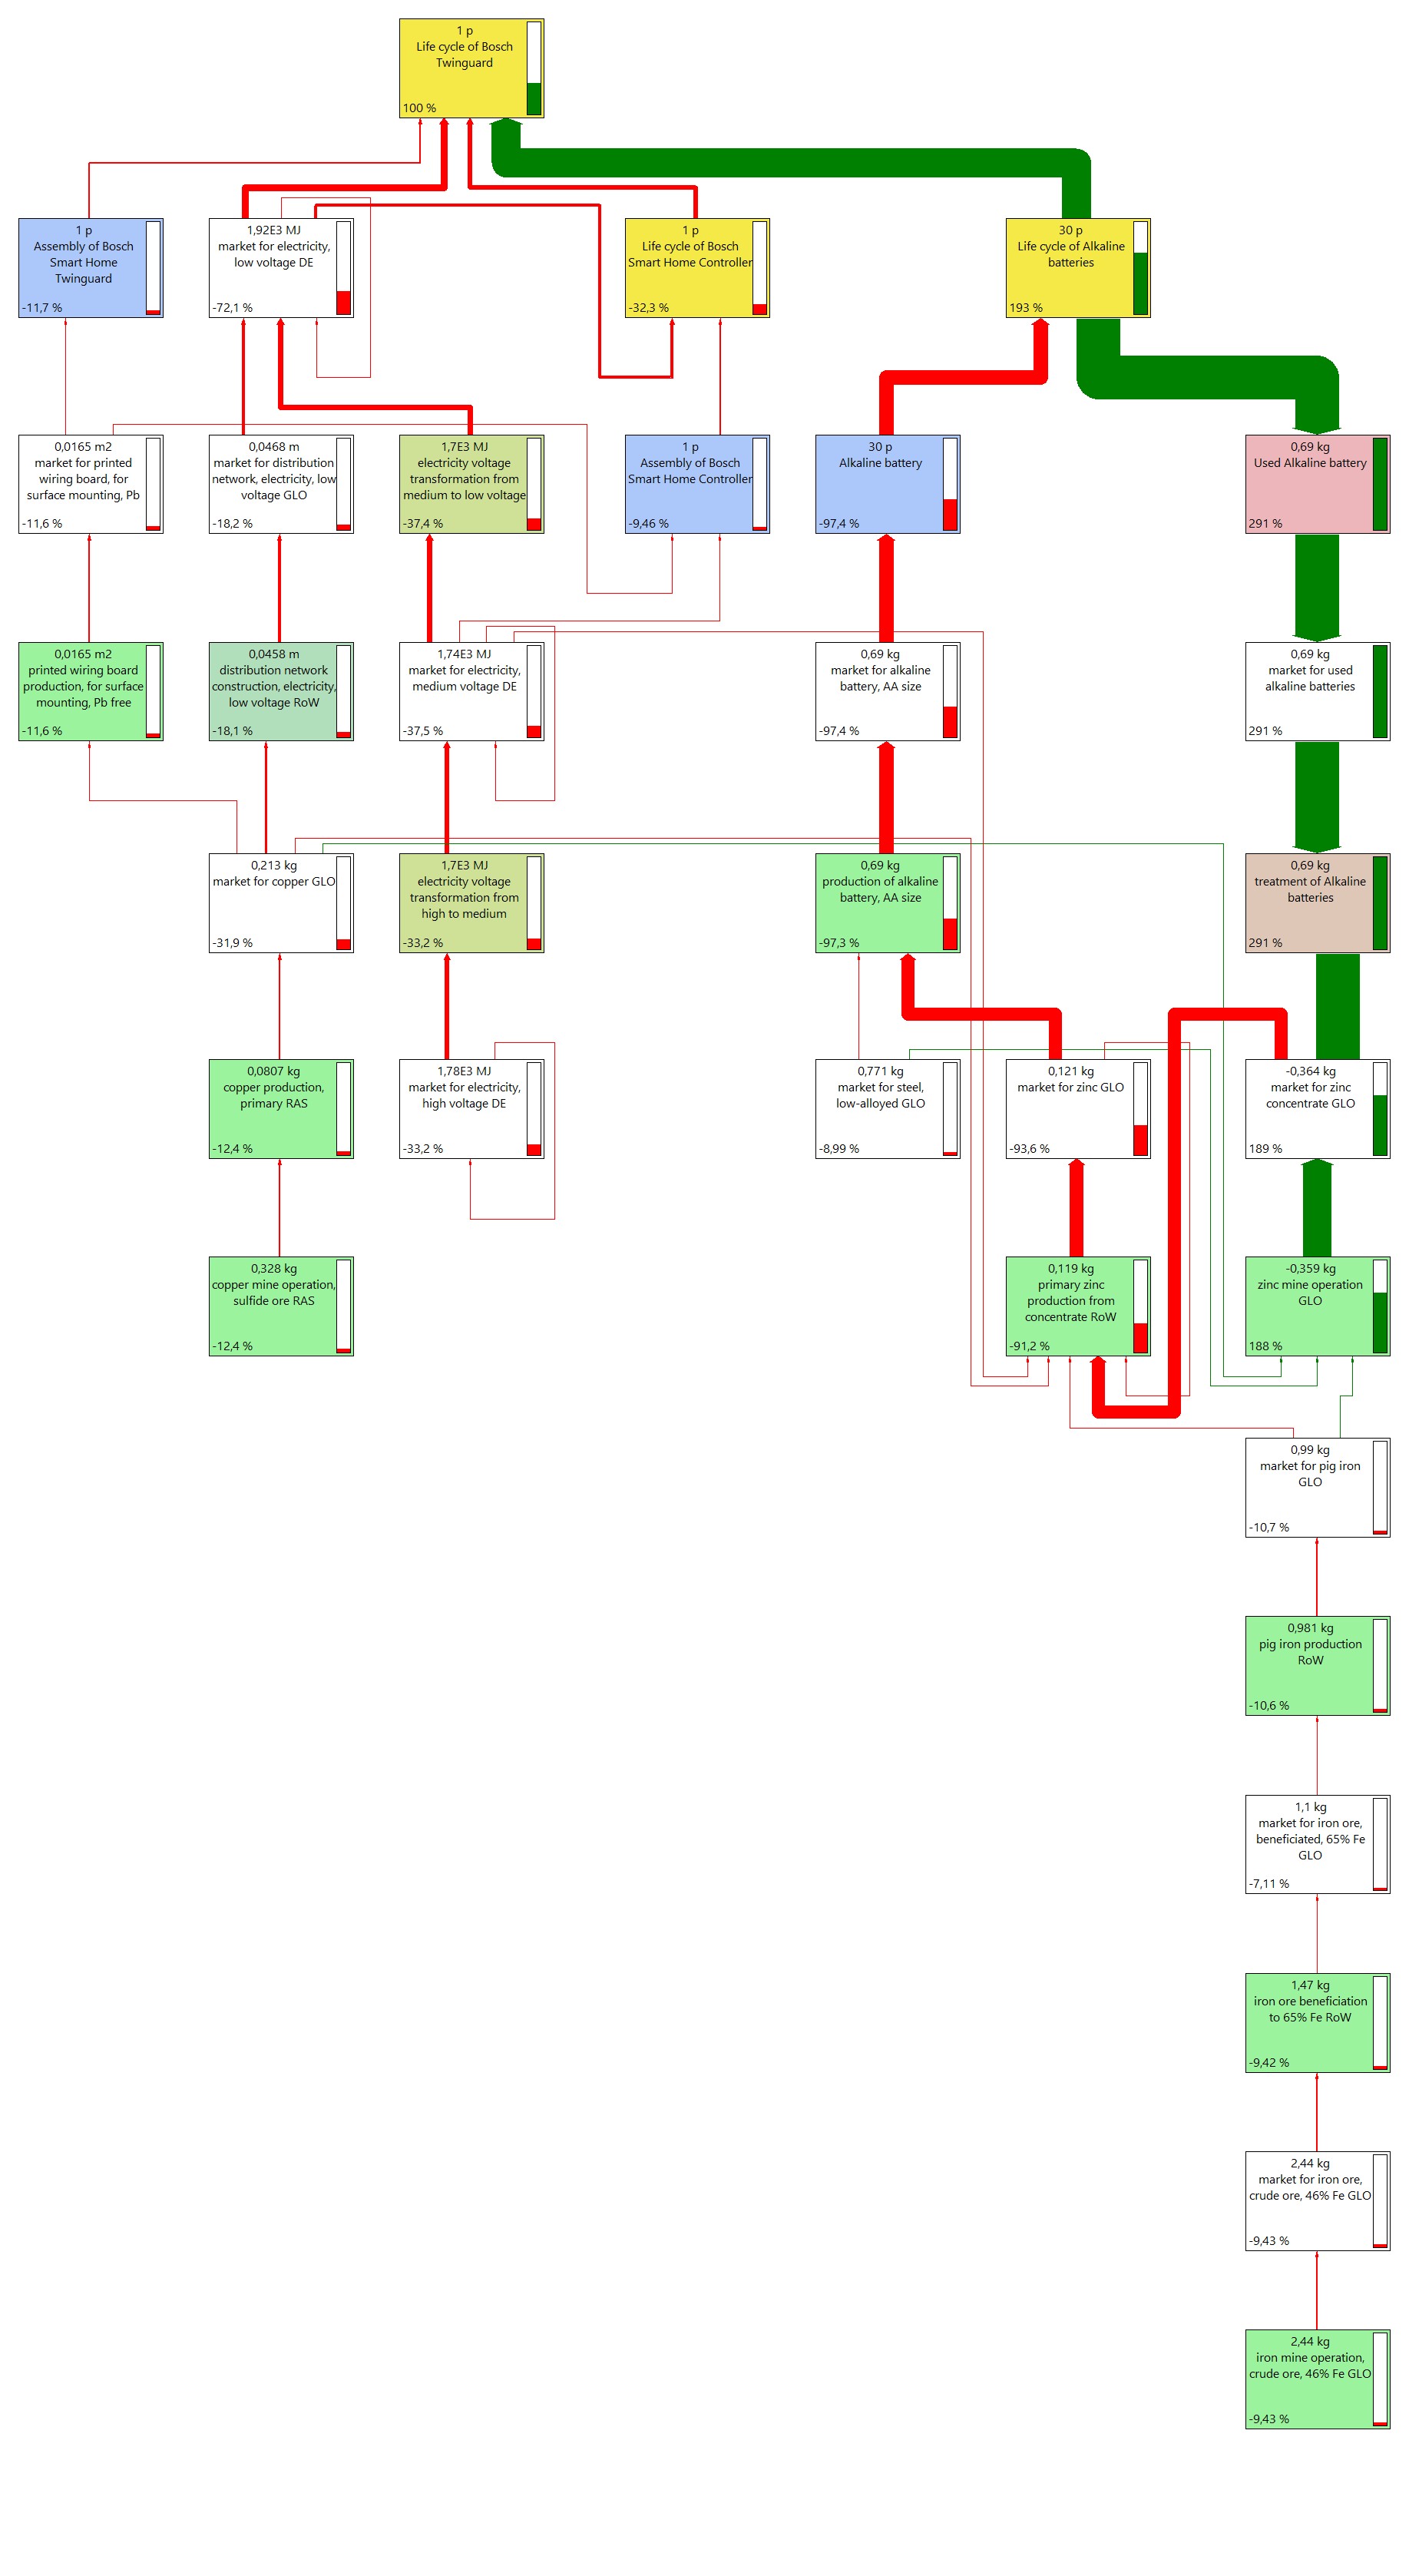 1 p
Life cycle of Bosch
Twinguard
100 %
1 p
Assembly of Bosch
Smart Home
Twinguard
-11,7 %
1,92E3 MJ
market for electricity,
low voltage DE
-72,1 %
1 p
Life cycle of Bosch
Smart Home Controller
-32,3 %
30 p
Life cycle of Alkaline
batteries
193 %
0,0165 m2
market for printed
wiring board, for
surface mounting, Pb
-11,6 %
0,0468 m
market for distribution
network, electricity, low
voltage GLO
-18,2 %
1,7E3 MJ
electricity voltage
transformation from
medium to low voltage
-37,4 %
1 p
Assembly of Bosch
Smart Home Controller
-9,46 %
30 p
Alkaline battery
-97,4 %
0,69 kg
Used Alkaline battery
291 %
0,0165 m2
printed wiring board
production, for surface
mounting, Pb free
-11,6 %
0,0458 m
distribution network
construction, electricity,
low voltage RoW
-18,1 %
1,74E3 MJ
market for electricity,
medium voltage DE
-37,5 %
0,69 kg
market for alkaline
battery, AA size
-97,4 %
0,69 kg
market for used
alkaline batteries
291 %
0,213 kg
market for copper GLO
-31,9 %
1,7E3 MJ
electricity voltage
transformation from
high to medium
-33,2 %
0,69 kg
production of alkaline
battery, AA size
-97,3 %
0,69 kg
treatment of Alkaline
batteries
291 %
0,0807 kg
copper production,
primary RAS
-12,4 %
1,78E3 MJ
market for electricity,
high voltage DE
-33,2 %
0,771 kg
market for steel,
low-alloyed GLO
-8,99 %
0,121 kg
market for zinc GLO
-93,6 %
-0,364 kg
market for zinc
concentrate GLO
189 %
0,328 kg
copper mine operation,
sulfide ore RAS
-12,4 %
0,119 kg
primary zinc
production from
concentrate RoW
-91,2 %
-0,359 kg
zinc mine operation
GLO
188 %
0,99 kg
market for pig iron
GLO
-10,7 %
0,981 kg
pig iron production
RoW
-10,6 %
1,1 kg
market for iron ore,
beneficiated, 65% Fe
GLO
-7,11 %
1,47 kg
iron ore beneficiation
to 65% Fe RoW
-9,42 %
2,44 kg
market for iron ore,
crude ore, 46% Fe GLO
-9,43 %
2,44 kg
iron mine operation,
crude ore, 46% Fe GLO
-9,43 %